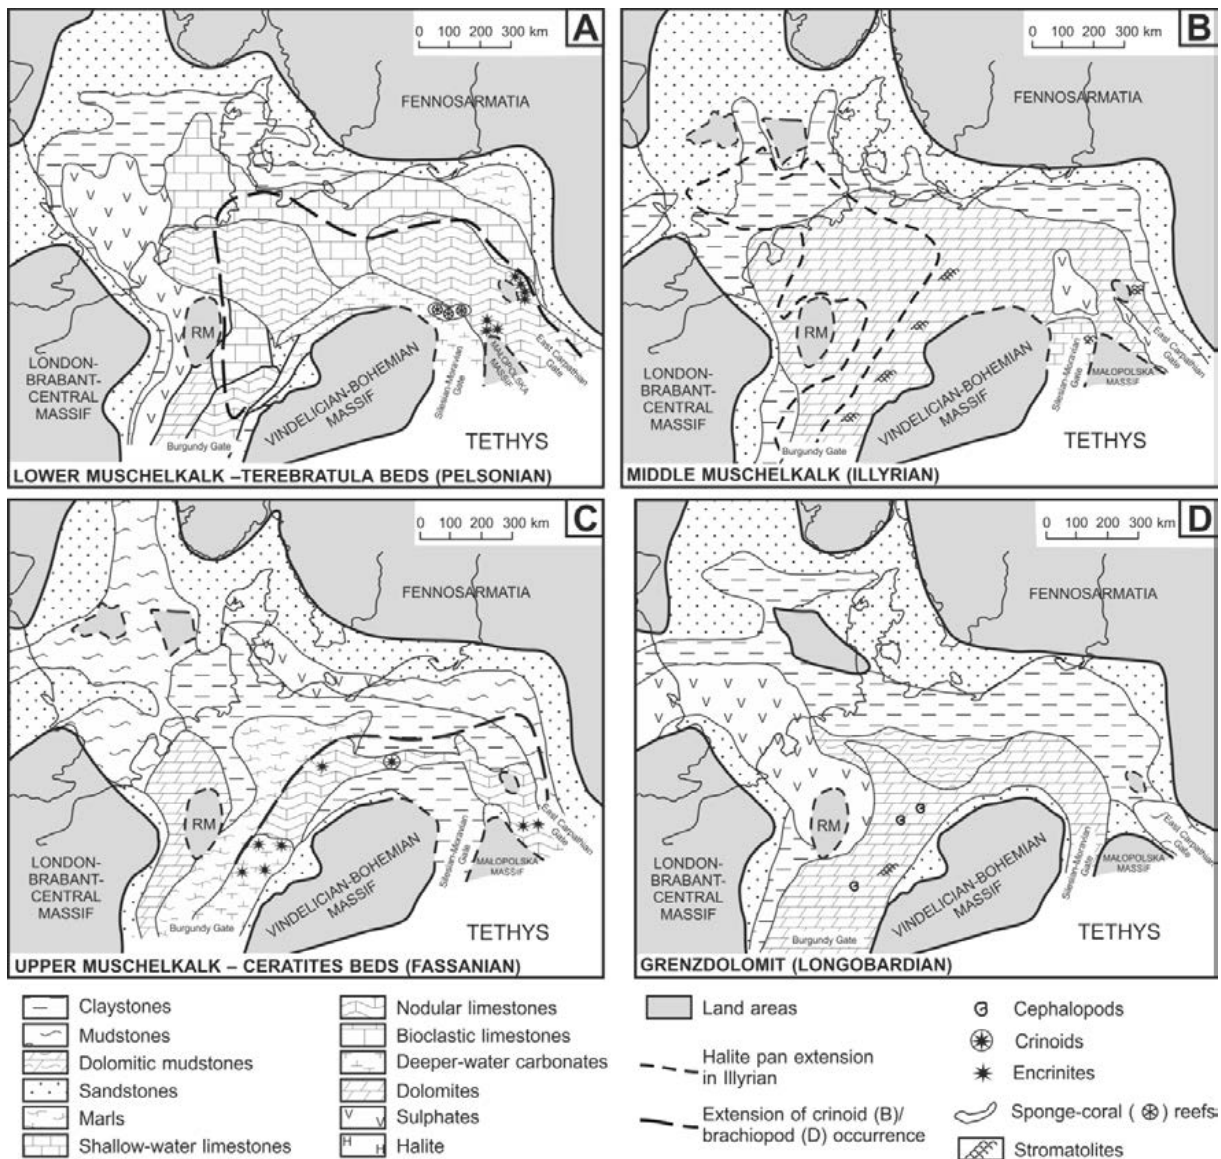 A
0 100 200 300 km
FENNOSARMATIA
RM
LONDON-
BRABANT-
CENTRAL
MASSIF
VINDELICIAN-BOHEMIAN
MASSIF
Silesian-Moravian
Gate
MAŁOPOLSKA
MASSIF
East Carpathian
Gate
Burgundy Gate
TETHYS
LOWER MUSCHELKALK –TEREBRATULA BEDS (PELSONIAN)
B
0 100 200 300 km
FENNOSARMATIA
RM
LONDON-
BRABANT-
CENTRAL
MASSIF
VINDELICIAN-BOHEMIAN
MASSIF
Silesian-Moravian
Gate
MAŁOPOLSKA
MASSIF
East Carpathian
Gate
Burgundy Gate
TETHYS
MIDDLE MUSCHELKALK (ILLYRIAN)
C
0 100 200 300 km
FENNOSARMATIA
RM
LONDON-
BRABANT-
CENTRAL
MASSIF
VINDELICIAN-BOHEMIAN
MASSIF
Silesian-Moravian
Gate
MAŁOPOLSKA
MASSIF
East Carpathian
Gate
Burgundy Gate
TETHYS
UPPER MUSCHELKALK – CERATITES BEDS (FASSANIAN)
D
0 100 200 300 km
FENNOSARMATIA
RM
LONDON-
BRABANT-
CENTRAL
MASSIF
VINDELICIAN-BOHEMIAN
MASSIF
Silesian-Moravian
Gate
MAŁOPOLSKA
MASSIF
East Carpathian
Gate
Burgundy Gate
TETHYS
GRENZDOLOMIT (LONGOBARDIAN)
Claystones
Mudstones
Dolomitic mudstones
Sandstones
Marls
Shallow-water limestones
Nodular limestones
Bioclastic limestones
Deeper-water carbonates
Dolomites
V V Sulphates
H H Halite
Land areas
Halite pan extension
in Illyrian
Extension of crinoid (B)/
brachiopod (D) occurrence
Cephalopods
Crinoids
Encrinites
Sponge-coral ( ) reefs
Stromatolites